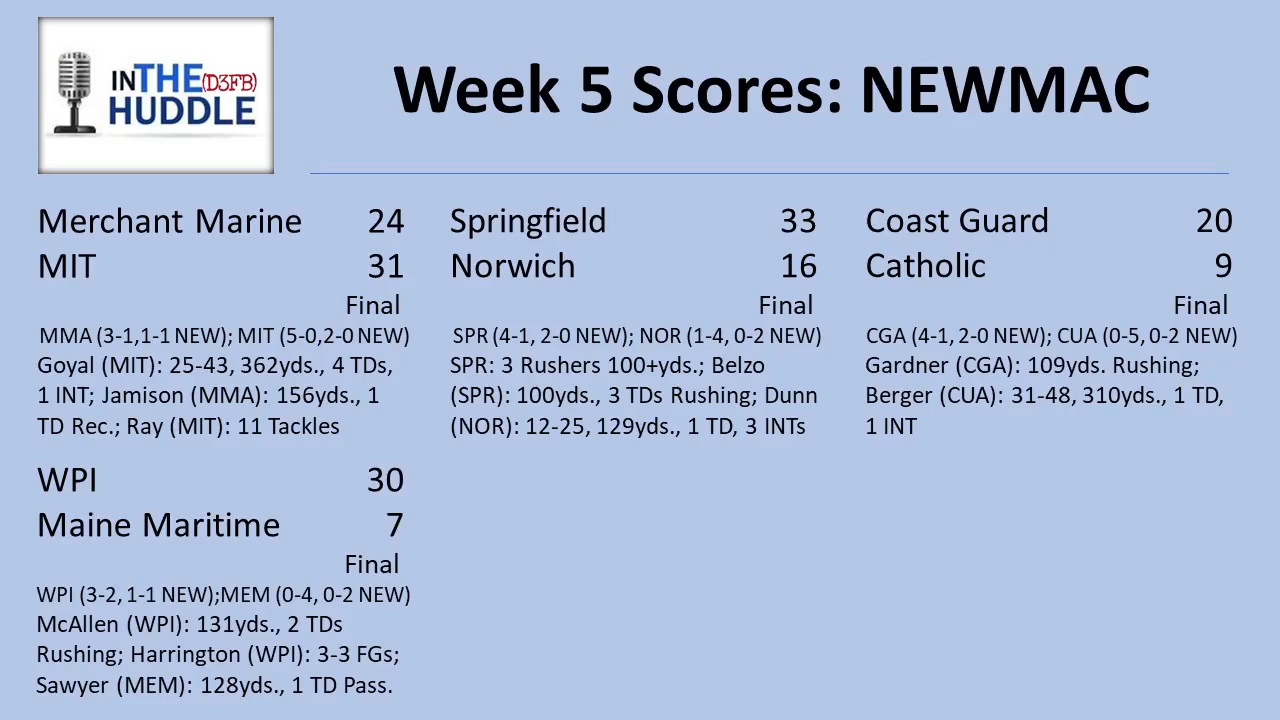 INTHE(D3FB)
HUDDLE
Week 5 Scores: NEWMAC
Merchant Marine 24
MIT 31
Final
MMA (3-1,1-1 NEW); MIT (5-0,2-0 NEW)
Goyal (MIT): 25-43, 362yds., 4 TDs,
1 INT; Jamison (MMA): 156yds., 1
TD Rec.; Ray (MIT): 11 Tackles
Springfield 33
Norwich 16
Final
SPR (4-1, 2-0 NEW); NOR (1-4, 0-2 NEW)
SPR: 3 Rushers 100+yds.; Belzo
(SPR): 100yds., 3 TDs Rushing; Dunn
(NOR): 12-25, 129yds., 1 TD, 3 INTs
Coast Guard 20
Catholic 9
Final
CGA (4-1, 2-0 NEW); CUA (0-5, 0-2 NEW)
Gardner (CGA): 109yds. Rushing;
Berger (CUA): 31-48, 310yds., 1 TD,
1 INT
WPI 30
Maine Maritime 7
Final
WPI (3-2, 1-1 NEW);MEM (0-4, 0-2 NEW)
McAllen (WPI): 131yds., 2 TDs
Rushing; Harrington (WPI): 3-3 FGs;
Sawyer (MEM): 128yds., 1 TD Pass.